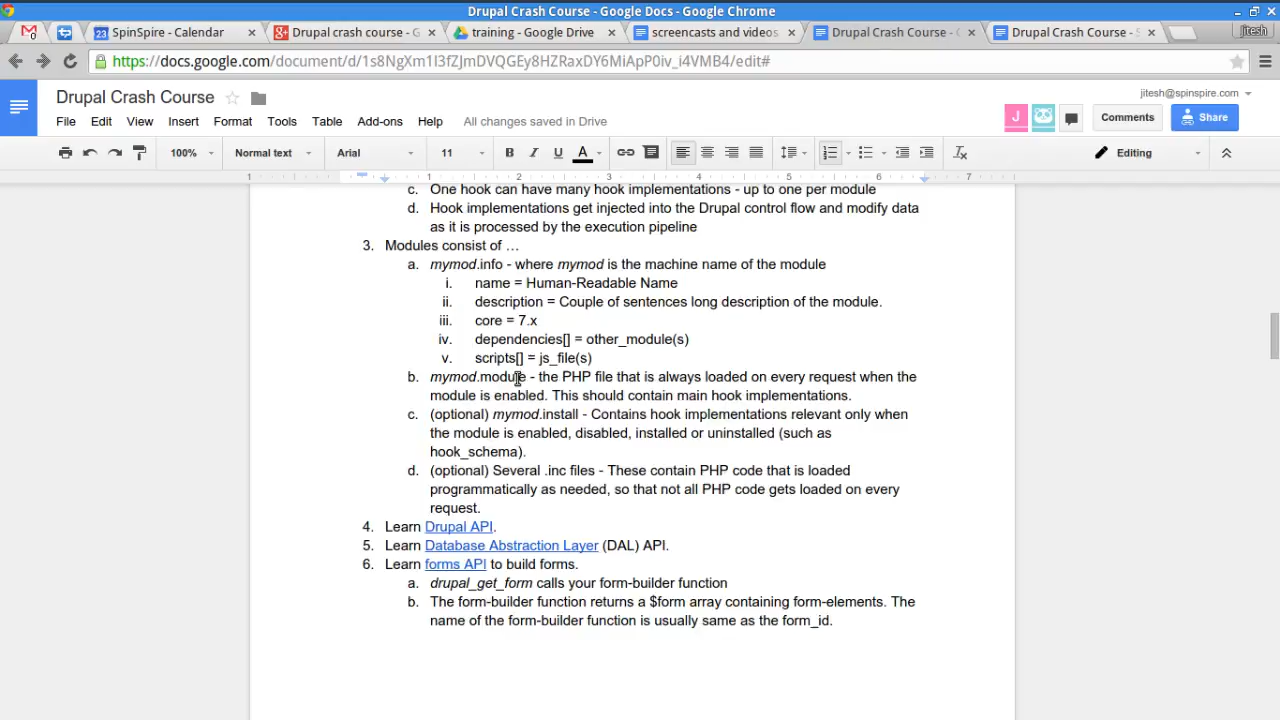 Drupal Crash Course - Google Docs - Google Chrome
SpinSpire - Calendar × Drupal crash course - G × training - Google Drive × screencasts and videos × Drupal Crash Course - × Drupal Crash Course - S × jitesh
https://docs.google.com/document/d/1s8NgXm1I3fZJmDVQGEy8HZRaxDY6MiApP0iv_i4VMB4/edit#
Drupal Crash Course
jitesh@spinspire.com
File Edit View Insert Format Tools Table Add-ons Help All changes saved in Drive
J Comments Share
100% Normal text Arial 11 B I U A Editing
1 1 2 3 4 5 6 7
c. One hook can have many hook implementations - up to one per module
d. Hook implementations get injected into the Drupal control flow and modify data
as it is processed by the execution pipeline
3. Modules consist of …
a. mymod.info - where mymod is the machine name of the module
i. name = Human-Readable Name
ii. description = Couple of sentences long description of the module.
iii. core = 7.x
iv. dependencies[] = other_module(s)
v. scripts[] = js_file(s)
b. mymod.module - the PHP file that is always loaded on every request when the
module is enabled. This should contain main hook implementations.
c. (optional) mymod.install - Contains hook implementations relevant only when
the module is enabled, disabled, installed or uninstalled (such as
hook_schema).
d. (optional) Several .inc files - These contain PHP code that is loaded
programmatically as needed, so that not all PHP code gets loaded on every
request.
4. Learn Drupal API.
5. Learn Database Abstraction Layer (DAL) API.
6. Learn forms API to build forms.
a. drupal_get_form calls your form-builder function
b. The form-builder function returns a $form array containing form-elements. The
name of the form-builder function is usually same as the form_id.